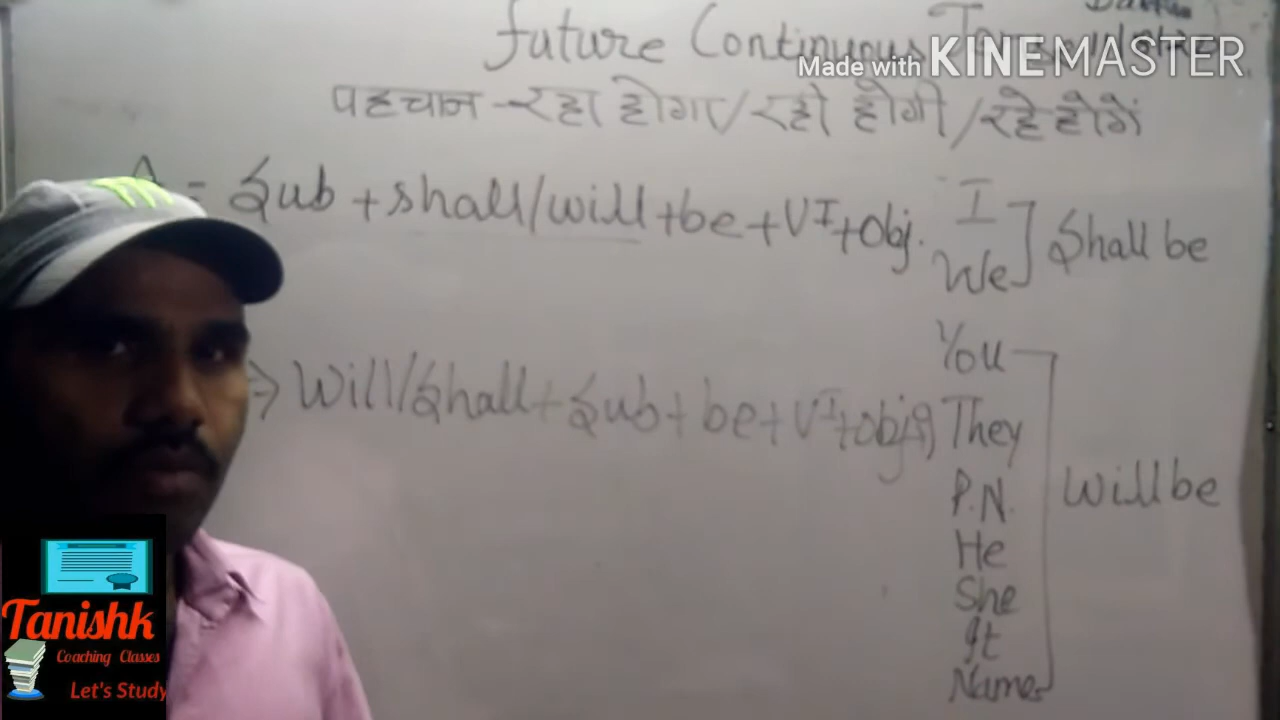 Future Continuous
Made with KINEMASTER
पहचान - रहा होगा / रही होगी / रहे होगें
A = Sub + shall/will + be + V I + Obj.
I
We
Shall be
→ Will/Shall + Sub + be + V I + obj
You
They
P.N.
He
She
It
Name
Will be
Tanishk
Coaching Classes
Let's Study